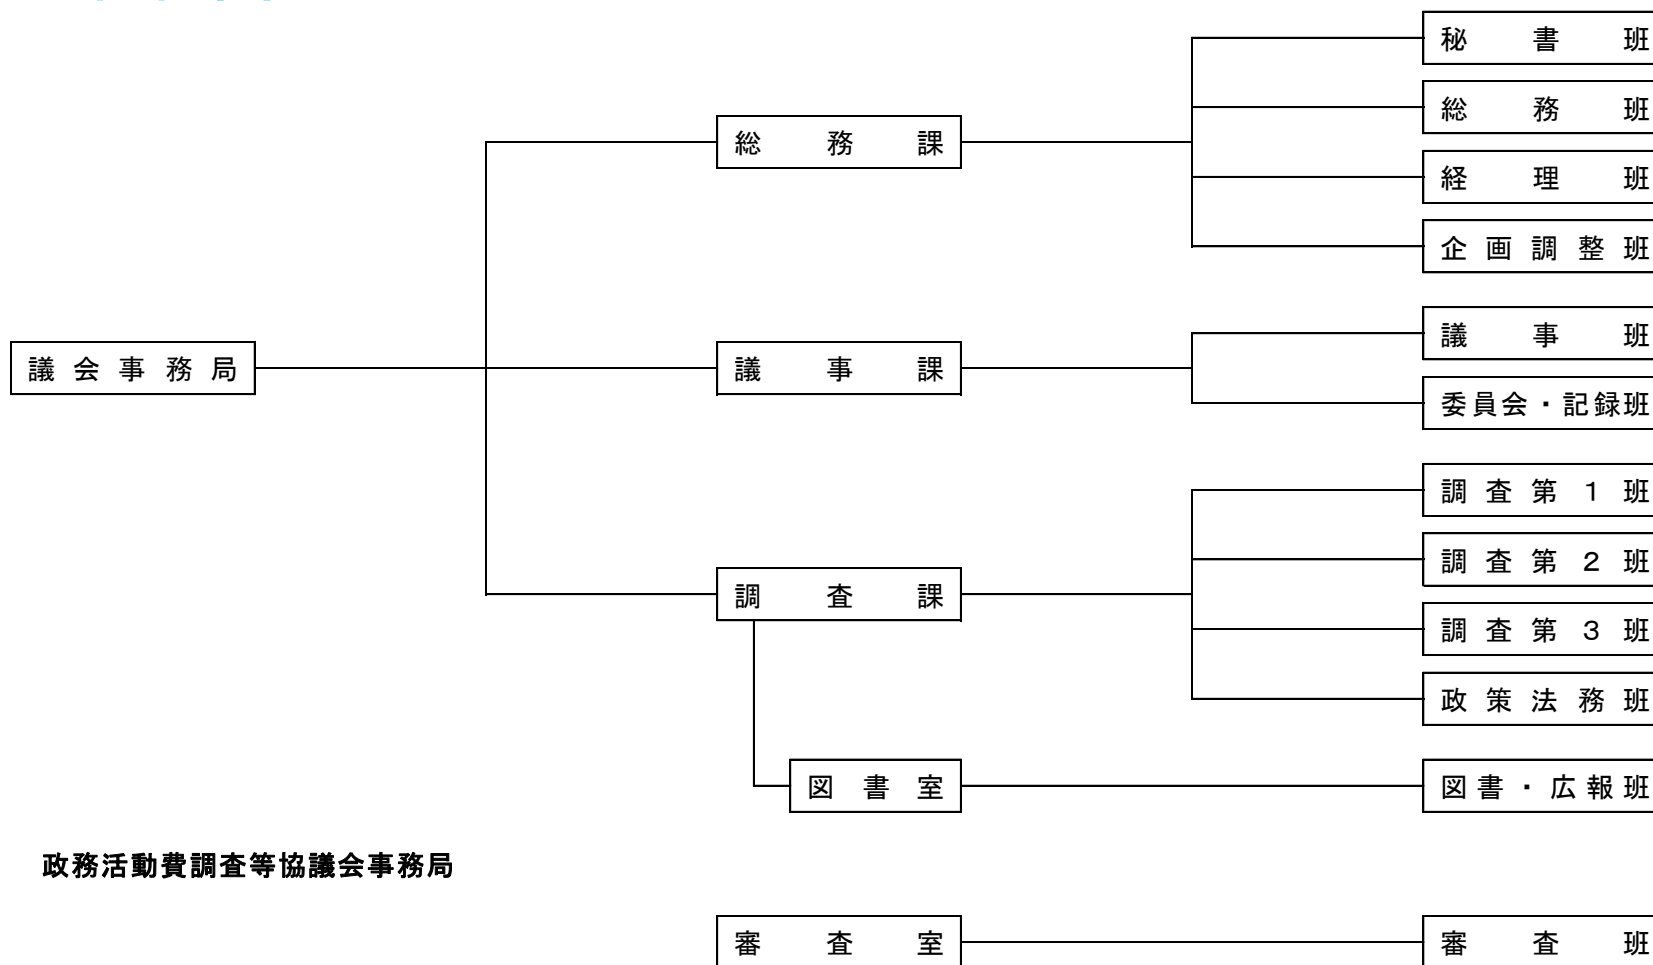 秘書班
総務班
総務課
経理班
企画調整班
議事班
議会事務局
議事課
委員会・記録班
調査第1班
調査第2班
調査課
調査第3班
政策法務班
図書室
図書・広報班
政務活動費調査等協議会事務局
審査室
審査班